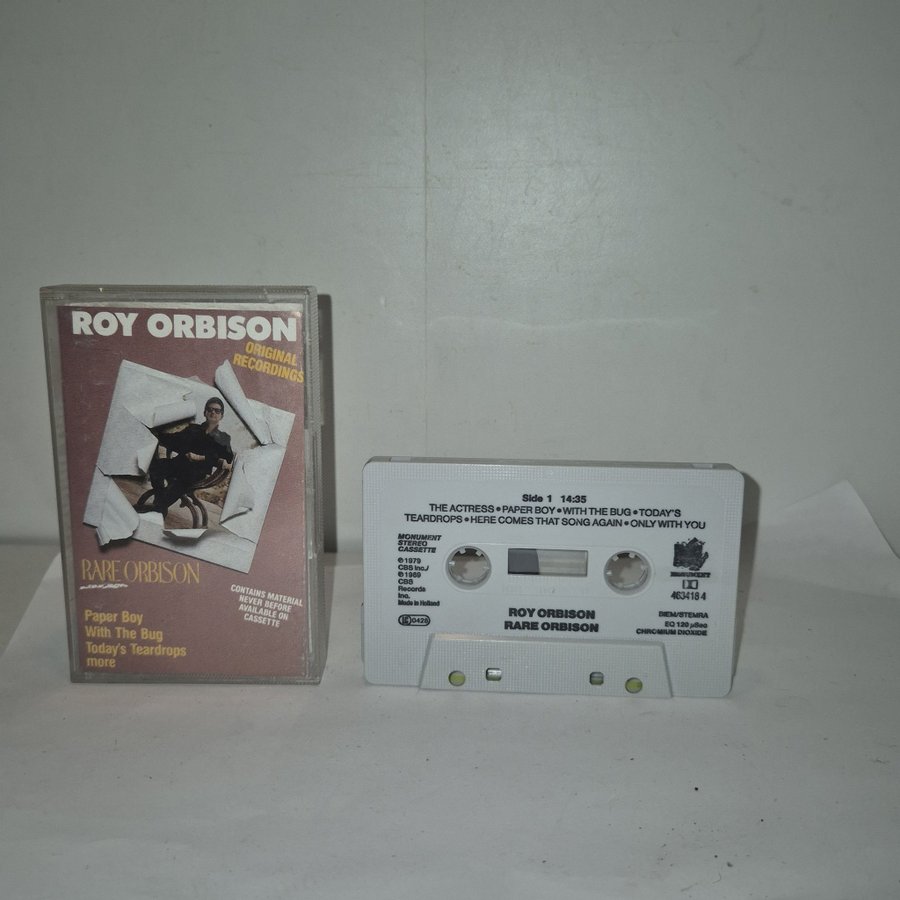 ROY ORBISON
ORIGINAL
RECORDINGS
RARE ORBISON
CONTAINS MATERIAL
NEVER BEFORE
AVAILABLE ON
CASSETTE
Paper Boy
With The Bug
Today's Teardrops
more
Side 1 14:35
THE ACTRESS • PAPER BOY • WITH THE BUG • TODAY'S
TEARDROPS • HERE COMES THAT SONG AGAIN • ONLY WITH YOU
MONUMENT
STEREO
CASSETTE
℗ 1979
CBS Inc./
℗ 1989
CBS
Records
Inc.
Made in Holland
LC 0426
MONUMENT
463418 4
ROY ORBISON
RARE ORBISON
BIEM/STEMRA
EQ 120 µSec
CHROMIUM DIOXIDE